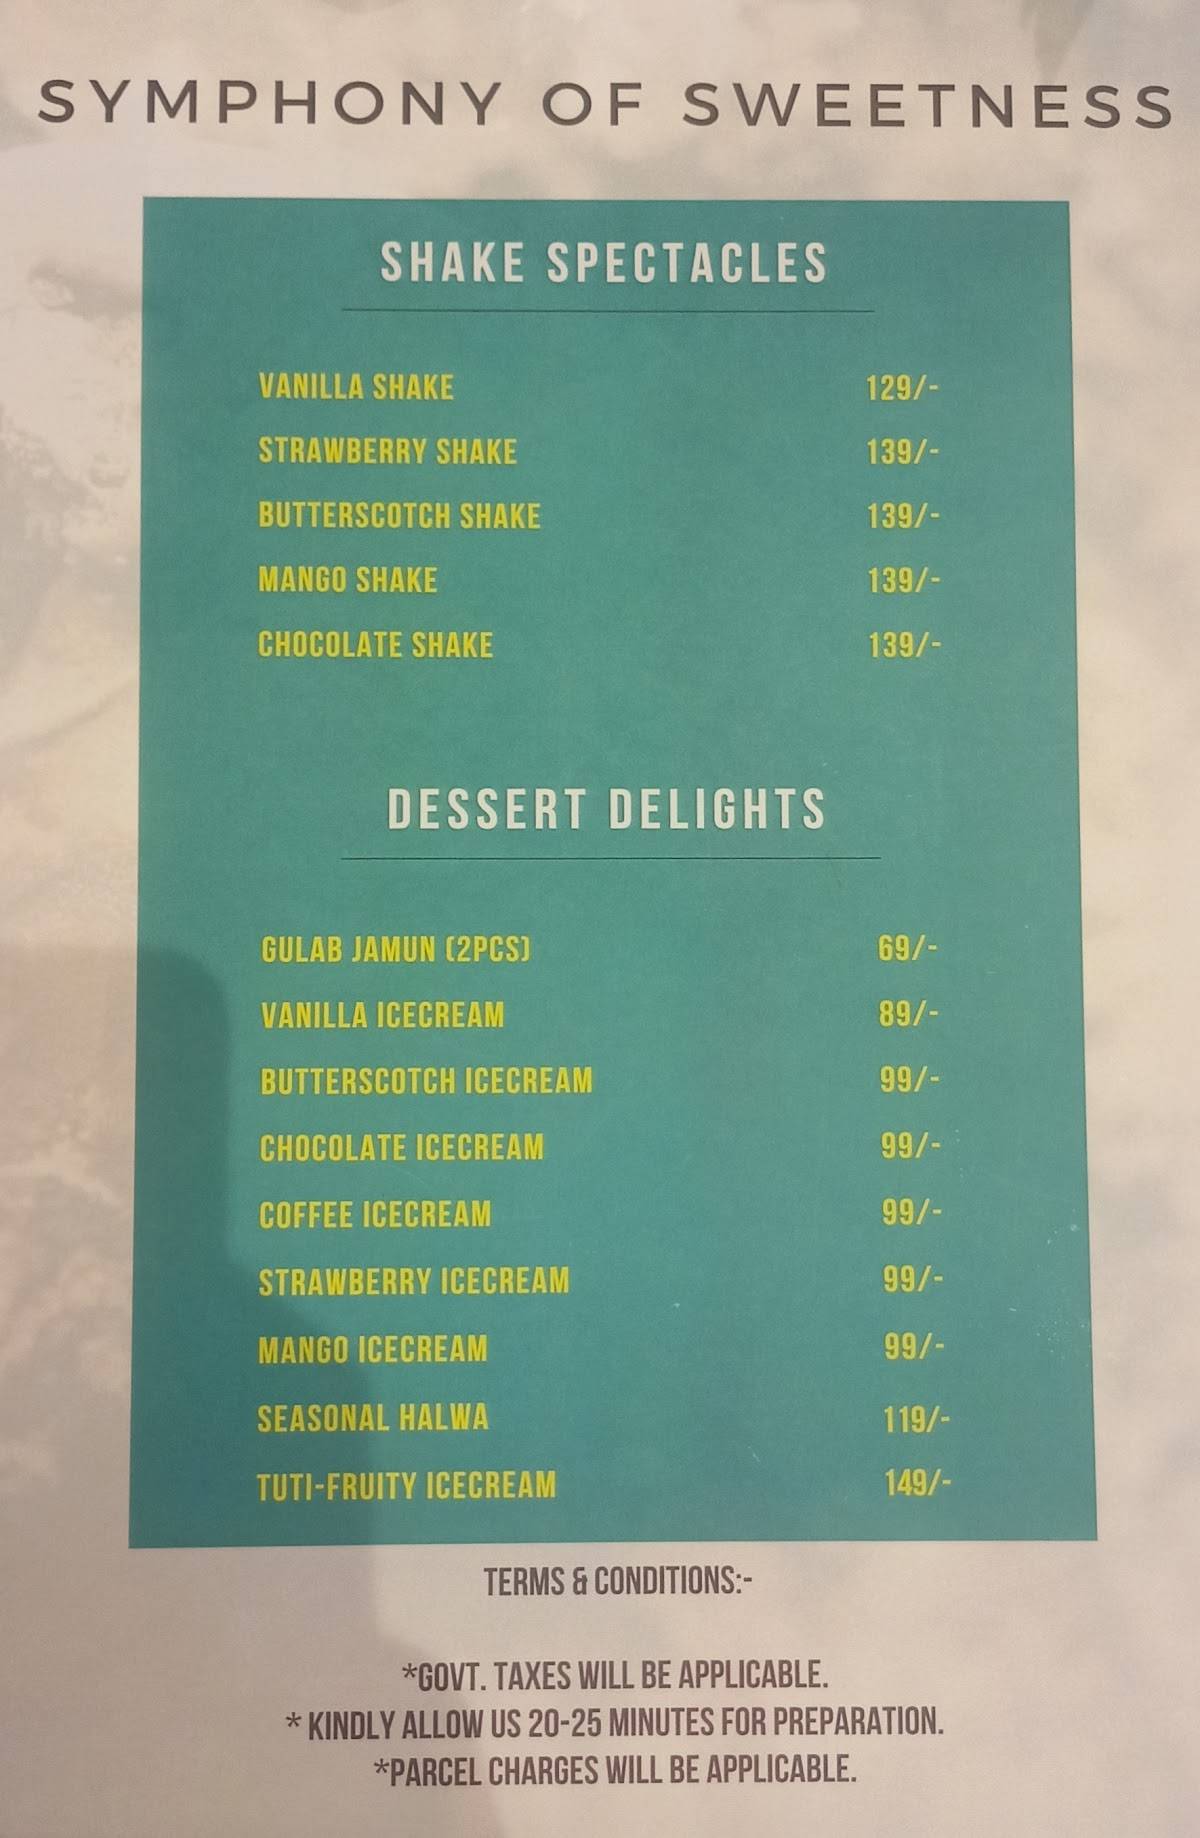 SYMPHONY OF SWEETNESS
SHAKE SPECTACLES
VANILLA SHAKE 129/-
STRAWBERRY SHAKE 139/-
BUTTERSCOTCH SHAKE 139/-
MANGO SHAKE 139/-
CHOCOLATE SHAKE 139/-
DESSERT DELIGHTS
GULAB JAMUN (2PCS) 69/-
VANILLA ICECREAM 89/-
BUTTERSCOTCH ICECREAM 99/-
CHOCOLATE ICECREAM 99/-
COFFEE ICECREAM 99/-
STRAWBERRY ICECREAM 99/-
MANGO ICECREAM 99/-
SEASONAL HALWA 119/-
TUTI-FRUITY ICECREAM 149/-
TERMS & CONDITIONS:-
*GOVT. TAXES WILL BE APPLICABLE.
* KINDLY ALLOW US 20-25 MINUTES FOR PREPARATION.
*PARCEL CHARGES WILL BE APPLICABLE.